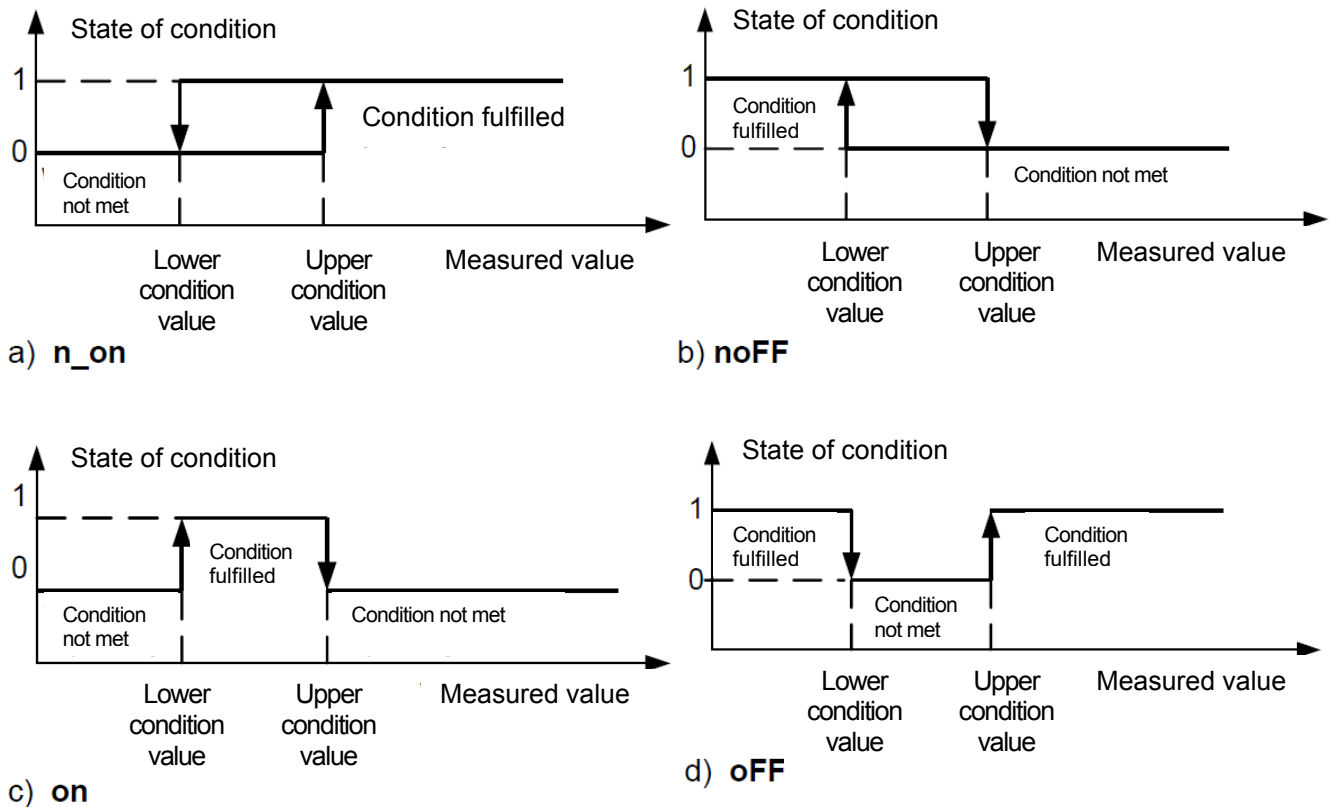 State of condition
1
0
Condition fulfilled
Condition
not met
Lower
condition
value
Upper
condition
value
Measured value
a) n_on
State of condition
1
0
Condition
fulfilled
Condition not met
Lower
condition
value
Upper
condition
value
Measured value
b) noFF
State of condition
1
0
Condition
fulfilled
Condition
not met
Condition not met
Lower
condition
value
Upper
condition
value
Measured value
c) on
State of condition
1
0
Condition
fulfilled
Condition
fulfilled
Condition
not met
Lower
condition
value
Upper
condition
value
Measured value
d) oFF